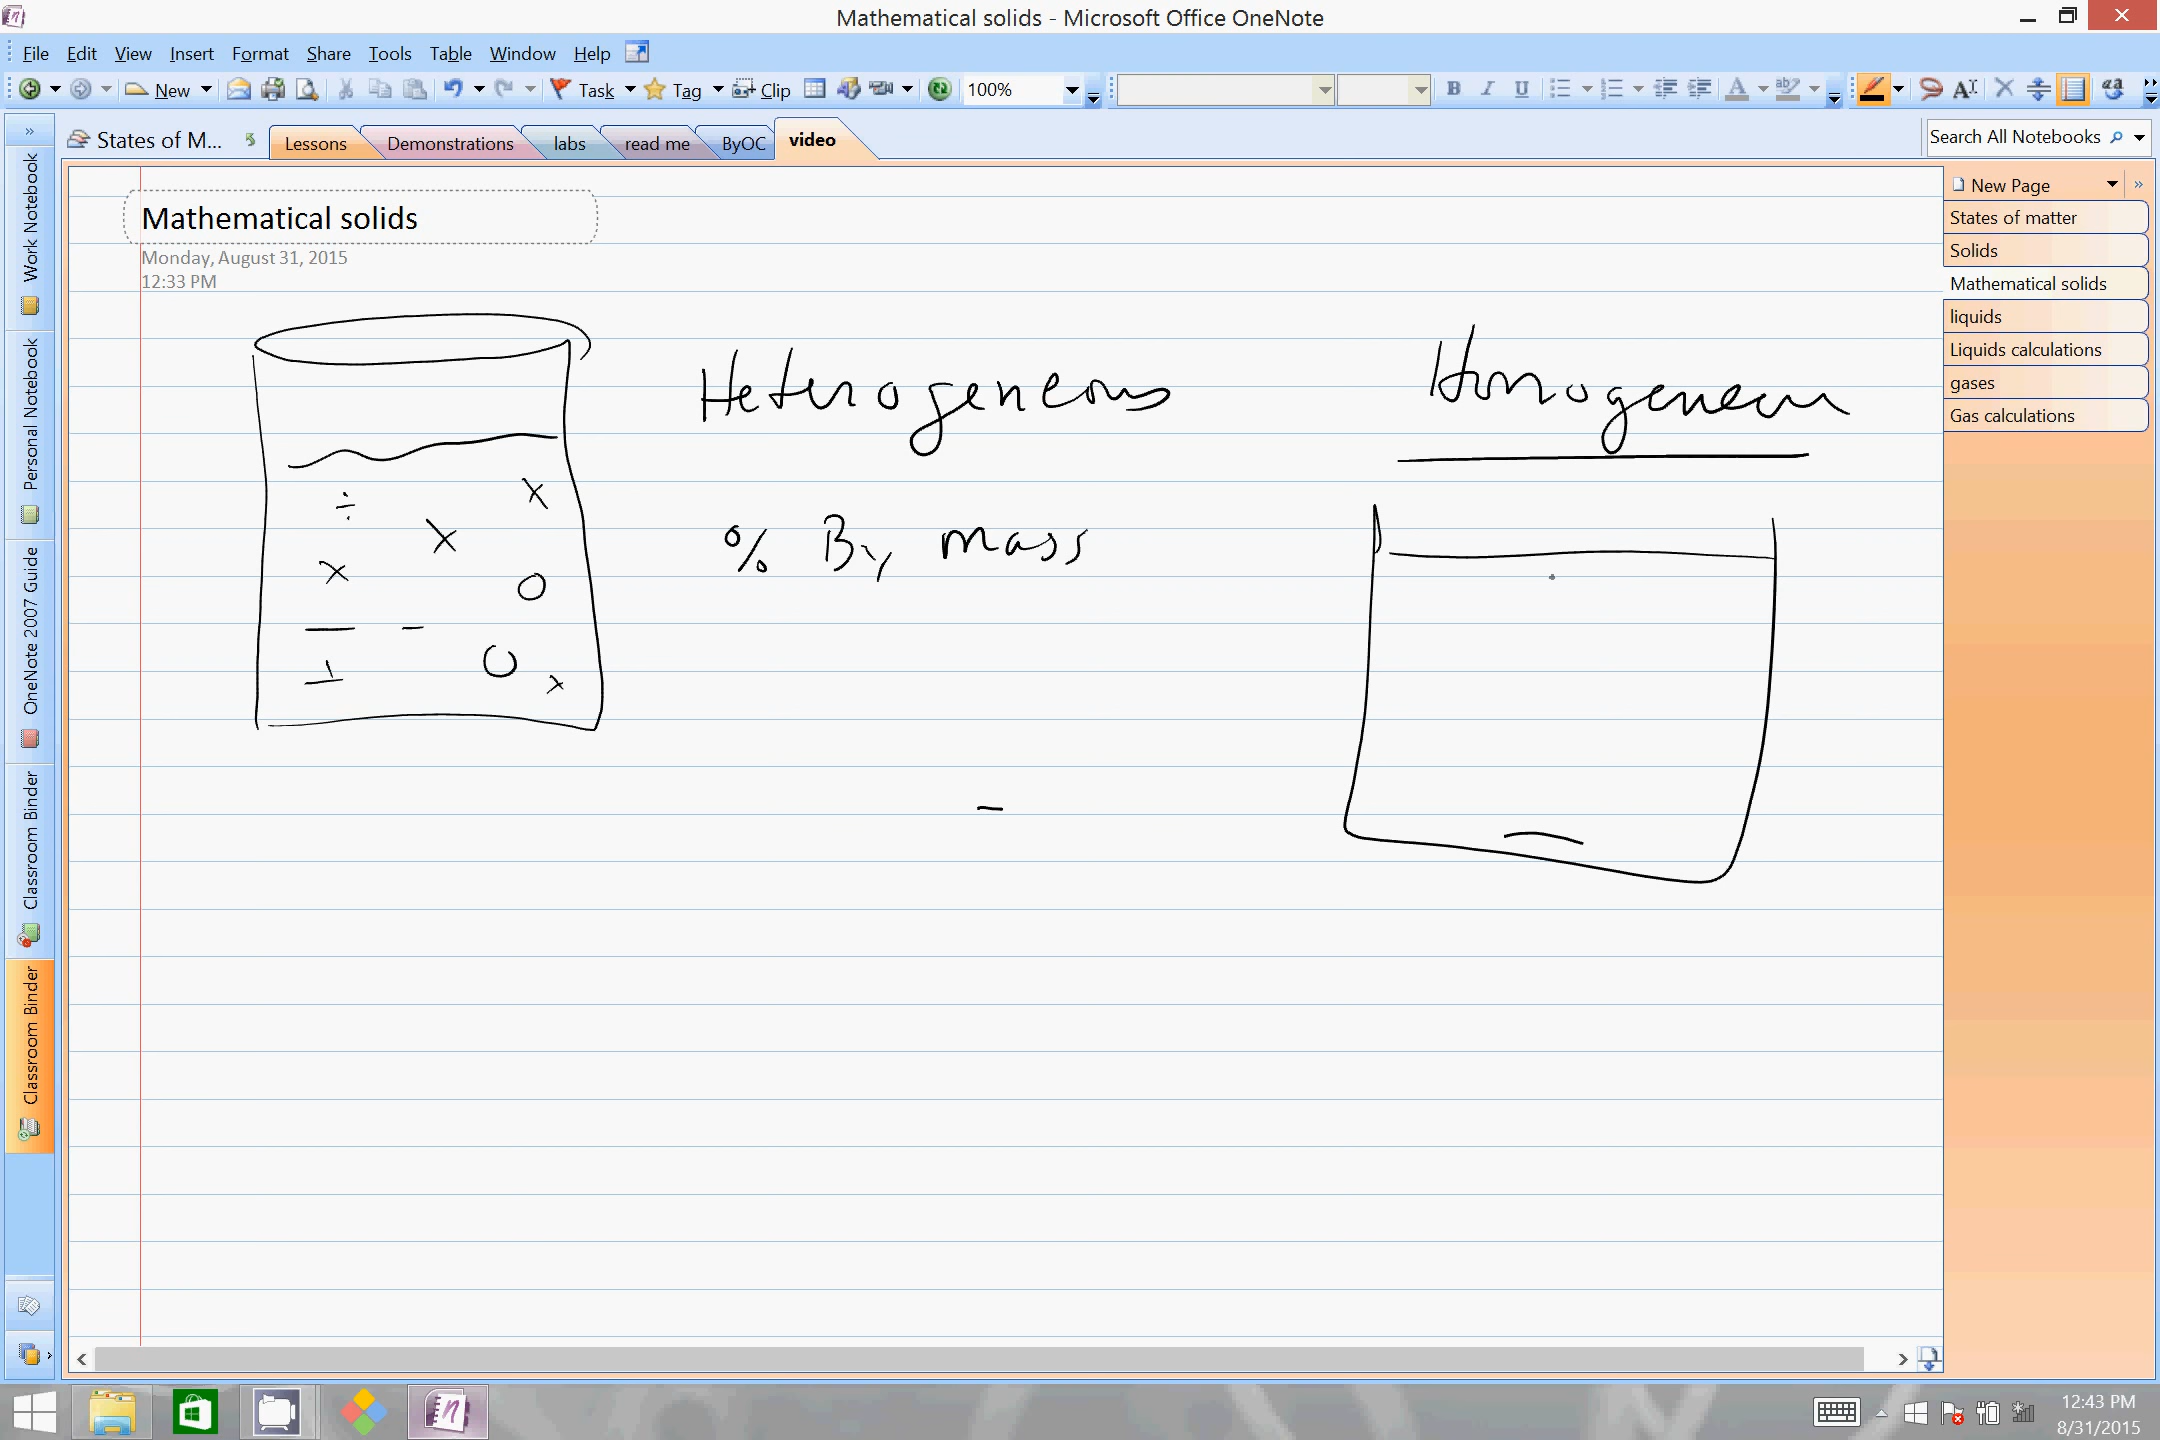 Mathematical solids - Microsoft Office OneNote
File Edit View Insert Format Share Tools Table Window Help
New Task Tag Clip 100% B I U
States of M... Lessons Demonstrations labs read me ByOC video Search All Notebooks
Work Notebook
Personal Notebook
OneNote 2007 Guide
Classroom Binder
Classroom Binder
New Page
States of matter
Solids
Mathematical solids
liquids
Liquids calculations
gases
Gas calculations
Mathematical solids
Monday, August 31, 2015
12:33 PM
Heterogeneous Homogeneous
÷ x
x
x O
— -
O x
% By mass
12:43 PM
8/31/2015